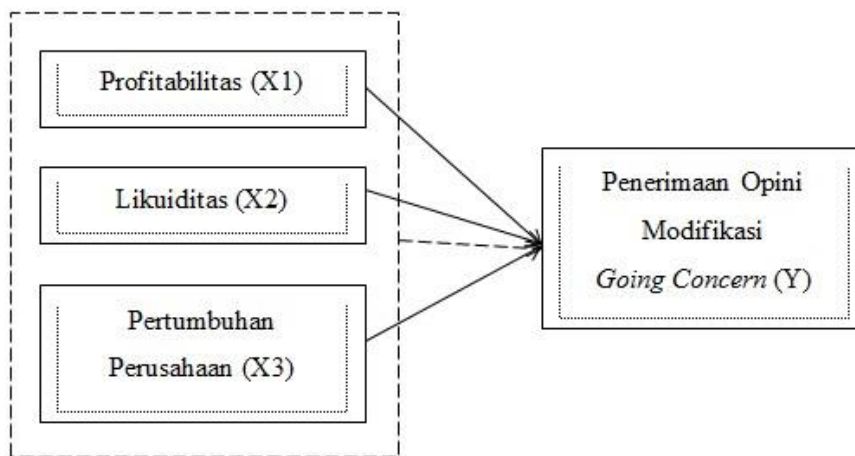 Profitabilitas (X1)
Likuiditas (X2)
Pertumbuhan
Perusahaan (X3)
Penerimaan Opini
Modifikasi
Going Concern (Y)